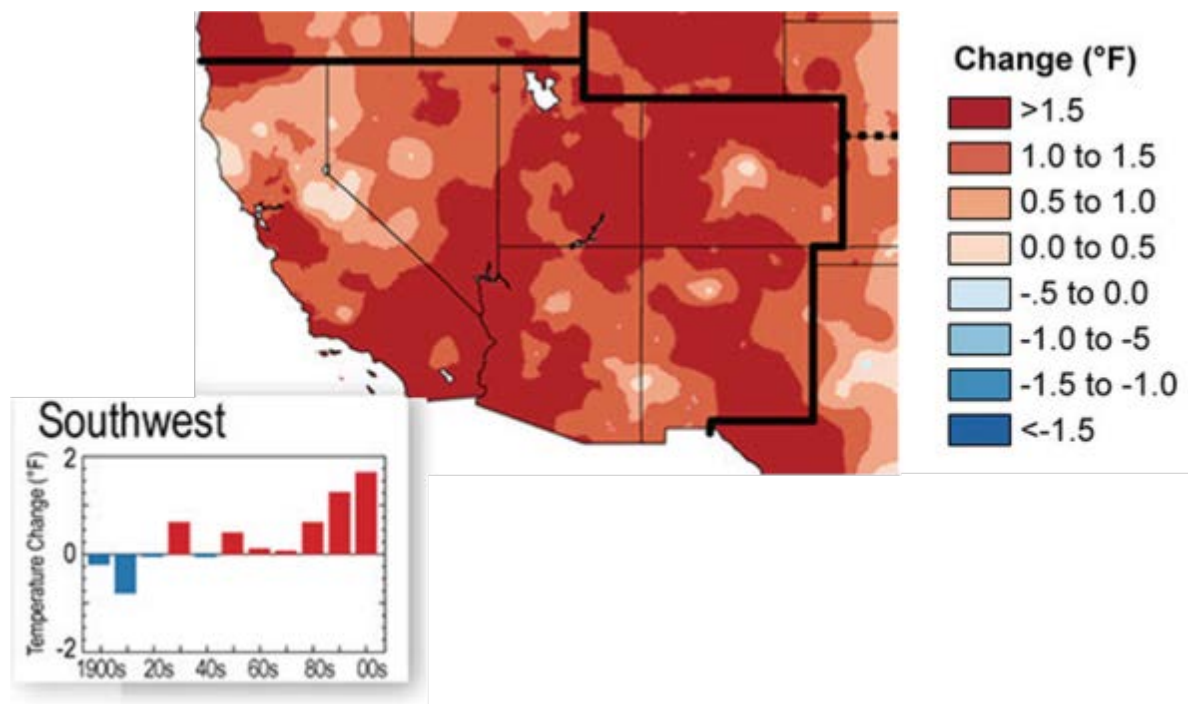 Change (°F)
>1.5
1.0 to 1.5
0.5 to 1.0
0.0 to 0.5
-.5 to 0.0
-1.0 to -5
-1.5 to -1.0
<-1.5
Southwest
Temperature Change (°F)
2
0
-2
1900s 20s 40s 60s 80s 00s